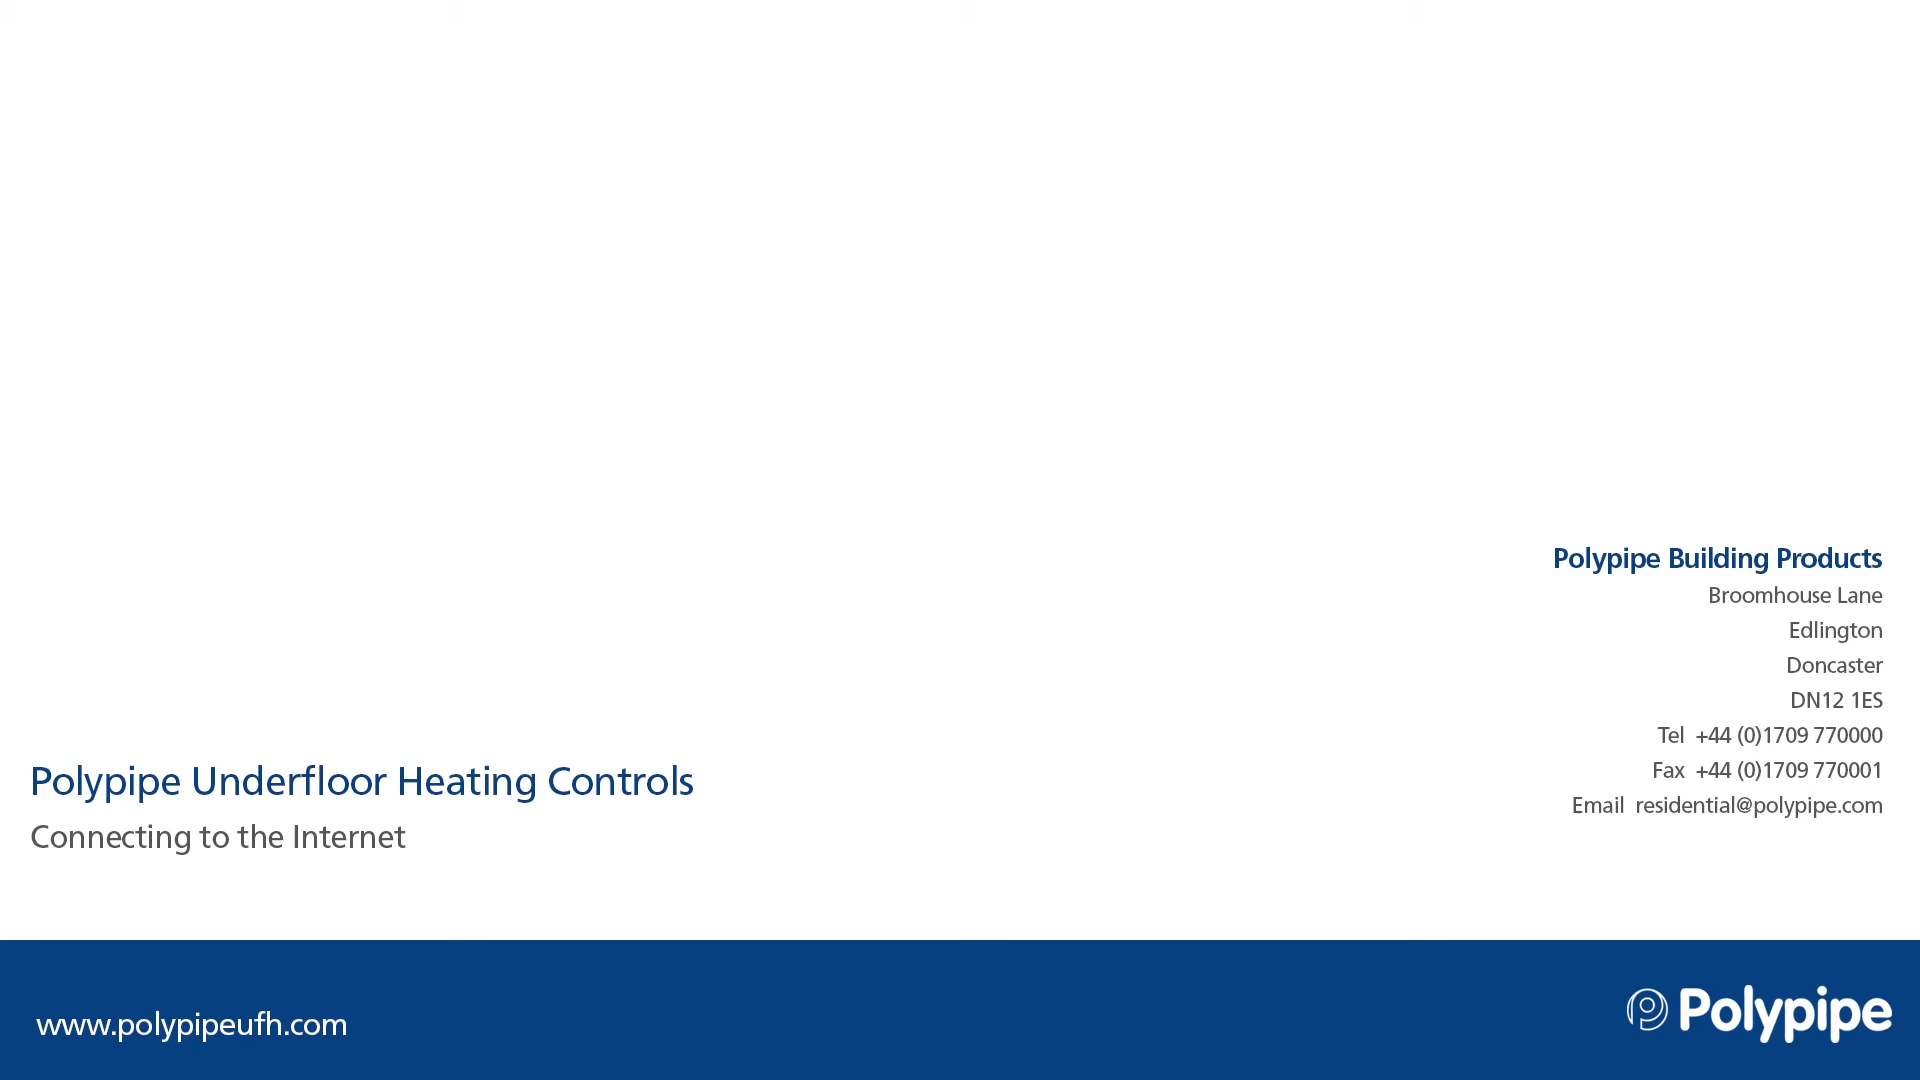 Polypipe Building Products
Broomhouse Lane
Edlington
Doncaster
DN12 1ES
Tel +44 (0)1709 770000
Fax +44 (0)1709 770001
Email residential@polypipe.com
Polypipe Underfloor Heating Controls
Connecting to the Internet
www.polypipeufh.com
Polypipe